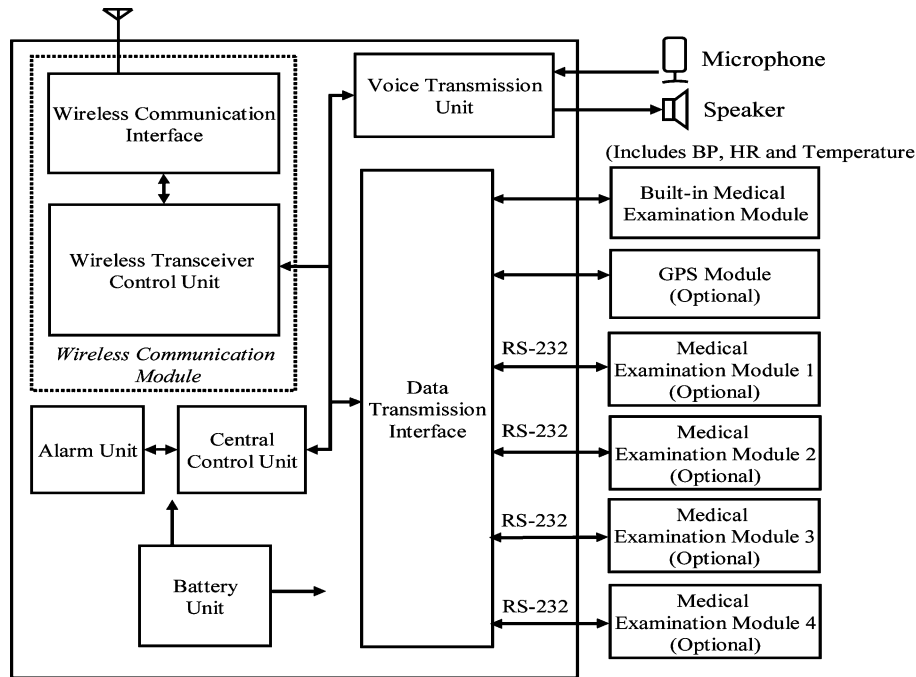 Wireless Communication
Interface
Wireless Transceiver
Control Unit
Wireless Communication
Module
Alarm Unit
Central
Control Unit
Battery
Unit
Voice Transmission
Unit
Data
Transmission
Interface
Microphone
Speaker
(Includes BP, HR and Temperature
Built-in Medical
Examination Module
GPS Module
(Optional)
RS-232
Medical
Examination Module 1
(Optional)
RS-232
Medical
Examination Module 2
(Optional)
RS-232
Medical
Examination Module 3
(Optional)
RS-232
Medical
Examination Module 4
(Optional)